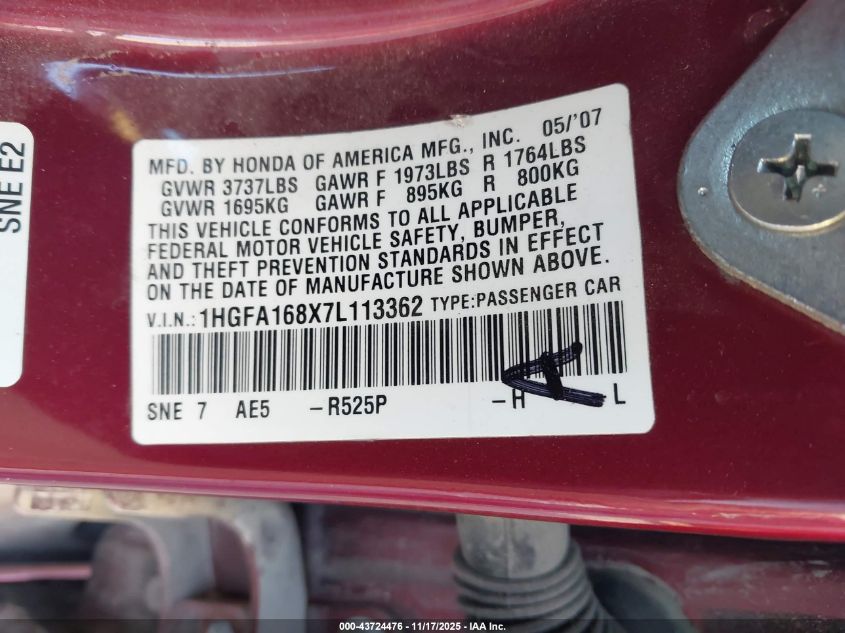 SNE E2
MFD. BY HONDA OF AMERICA MFG., INC. 05/'07
GVWR 3737LBS GAWR F 1973LBS R 1764LBS
GVWR 1695KG GAWR F 895KG R 800KG
THIS VEHICLE CONFORMS TO ALL APPLICABLE
FEDERAL MOTOR VEHICLE SAFETY, BUMPER,
AND THEFT PREVENTION STANDARDS IN EFFECT
ON THE DATE OF MANUFACTURE SHOWN ABOVE.
V.I.N.: 1HGFA168X7L113362 TYPE:PASSENGER CAR
SNE 7 AE5 -R525P -H L
000-43724476 - 11/17/2025 - IAA Inc.